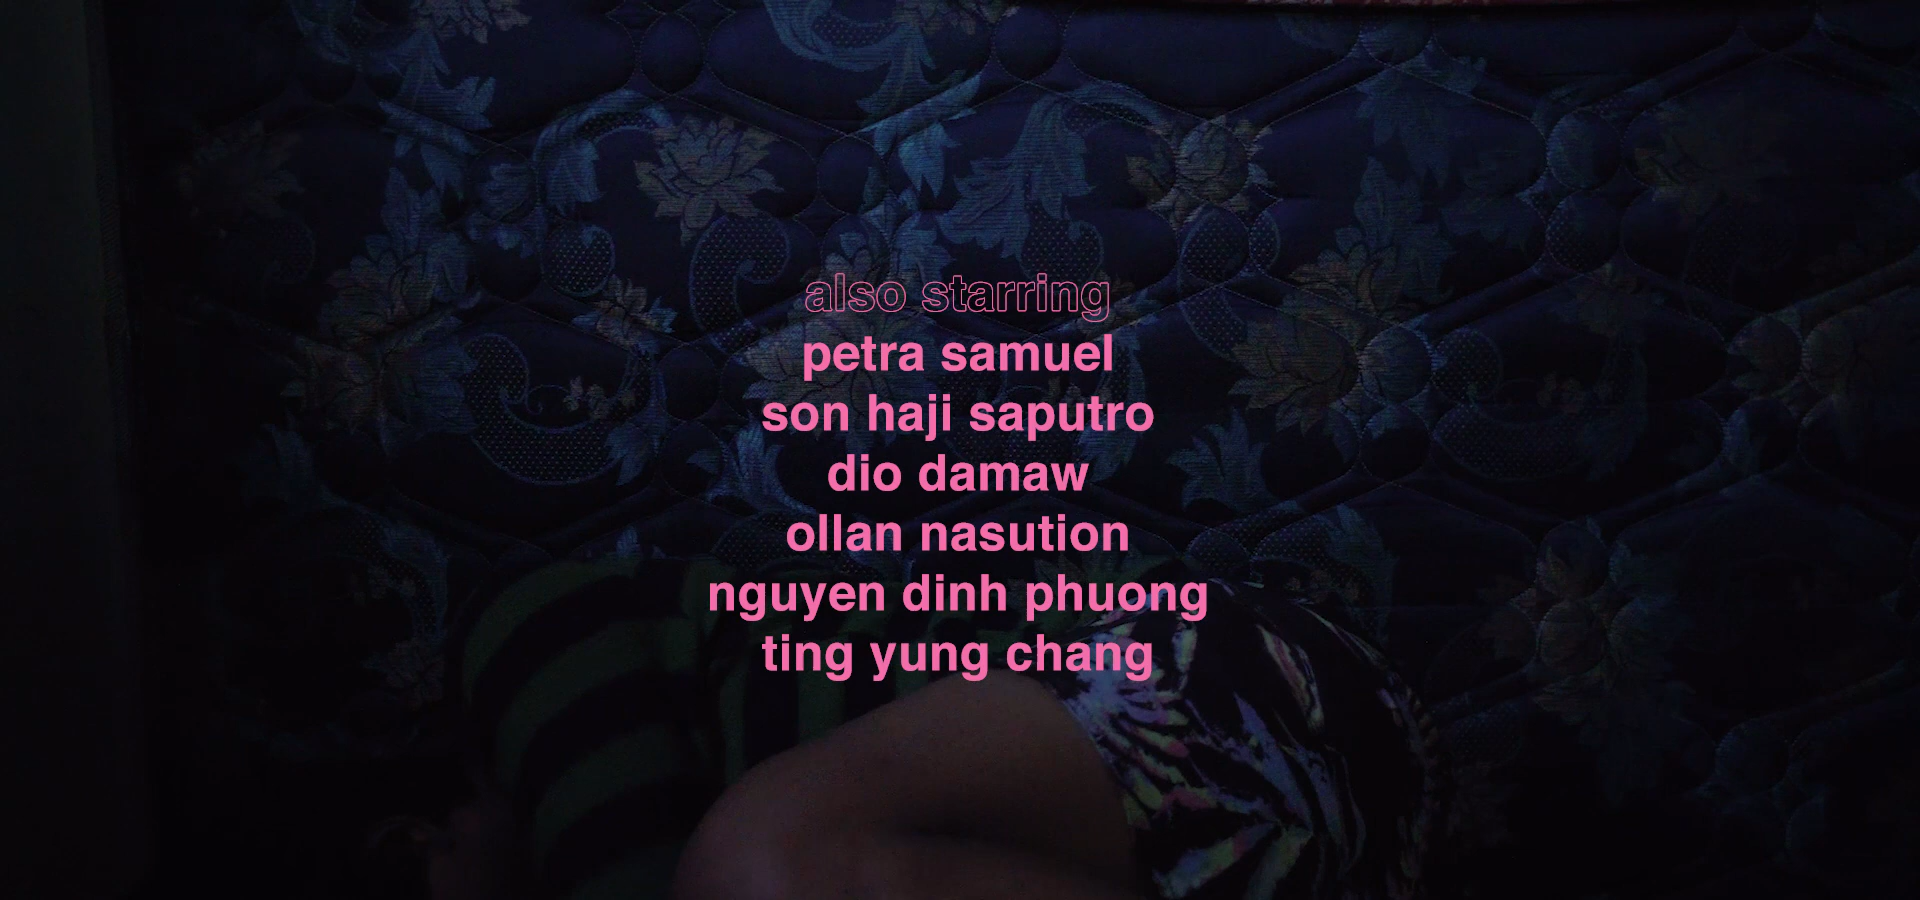 also starring
petra samuel
son haji saputro
dio damaw
ollan nasution
nguyen dinh phuong
ting yung chang